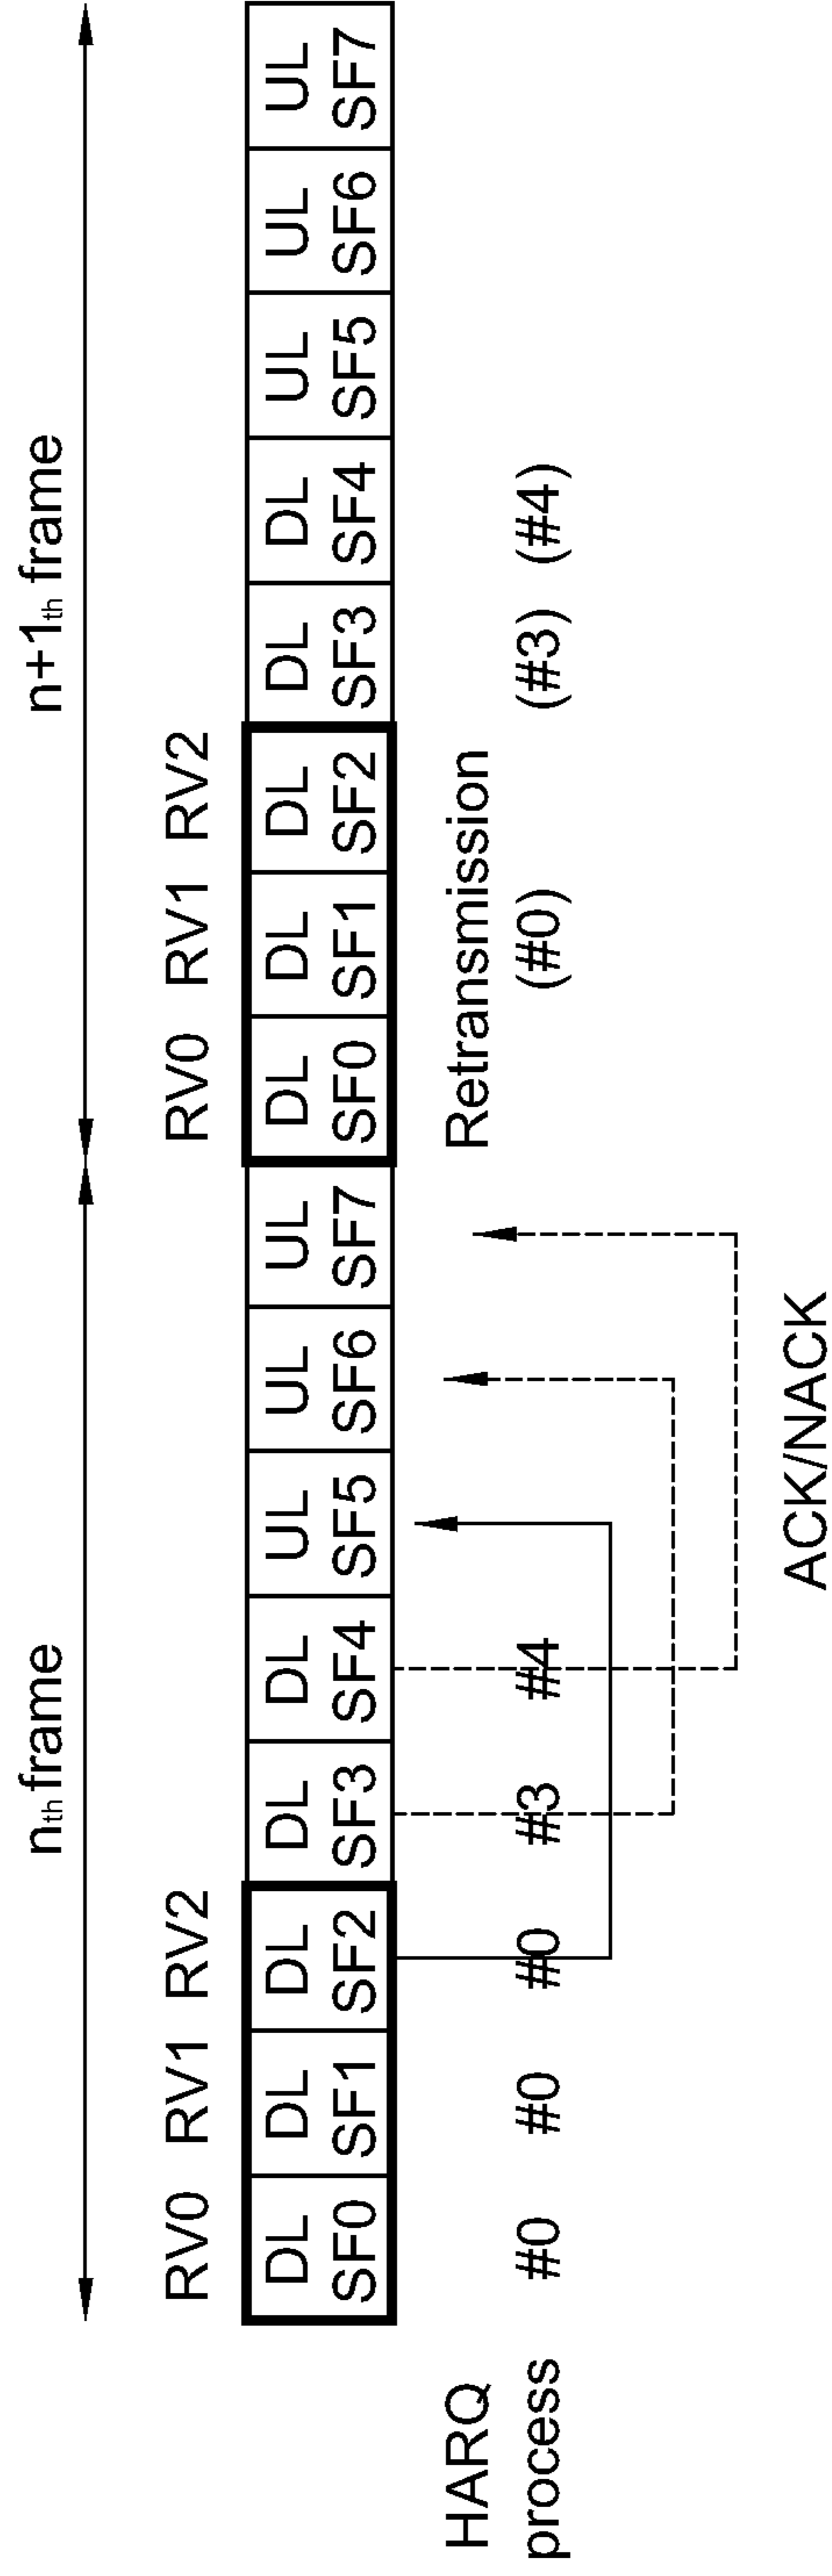 nth frame n+1th frame
RV0 RV1 RV2 RV0 RV1 RV2
DL DL DL DL DL UL UL UL DL DL DL DL DL UL UL UL
SF0 SF1 SF2 SF3 SF4 SF5 SF6 SF7 SF0 SF1 SF2 SF3 SF4 SF5 SF6 SF7
HARQ Retransmission
process #0 #0 #0 #3 #4 (#0) (#3) (#4)
ACK/NACK